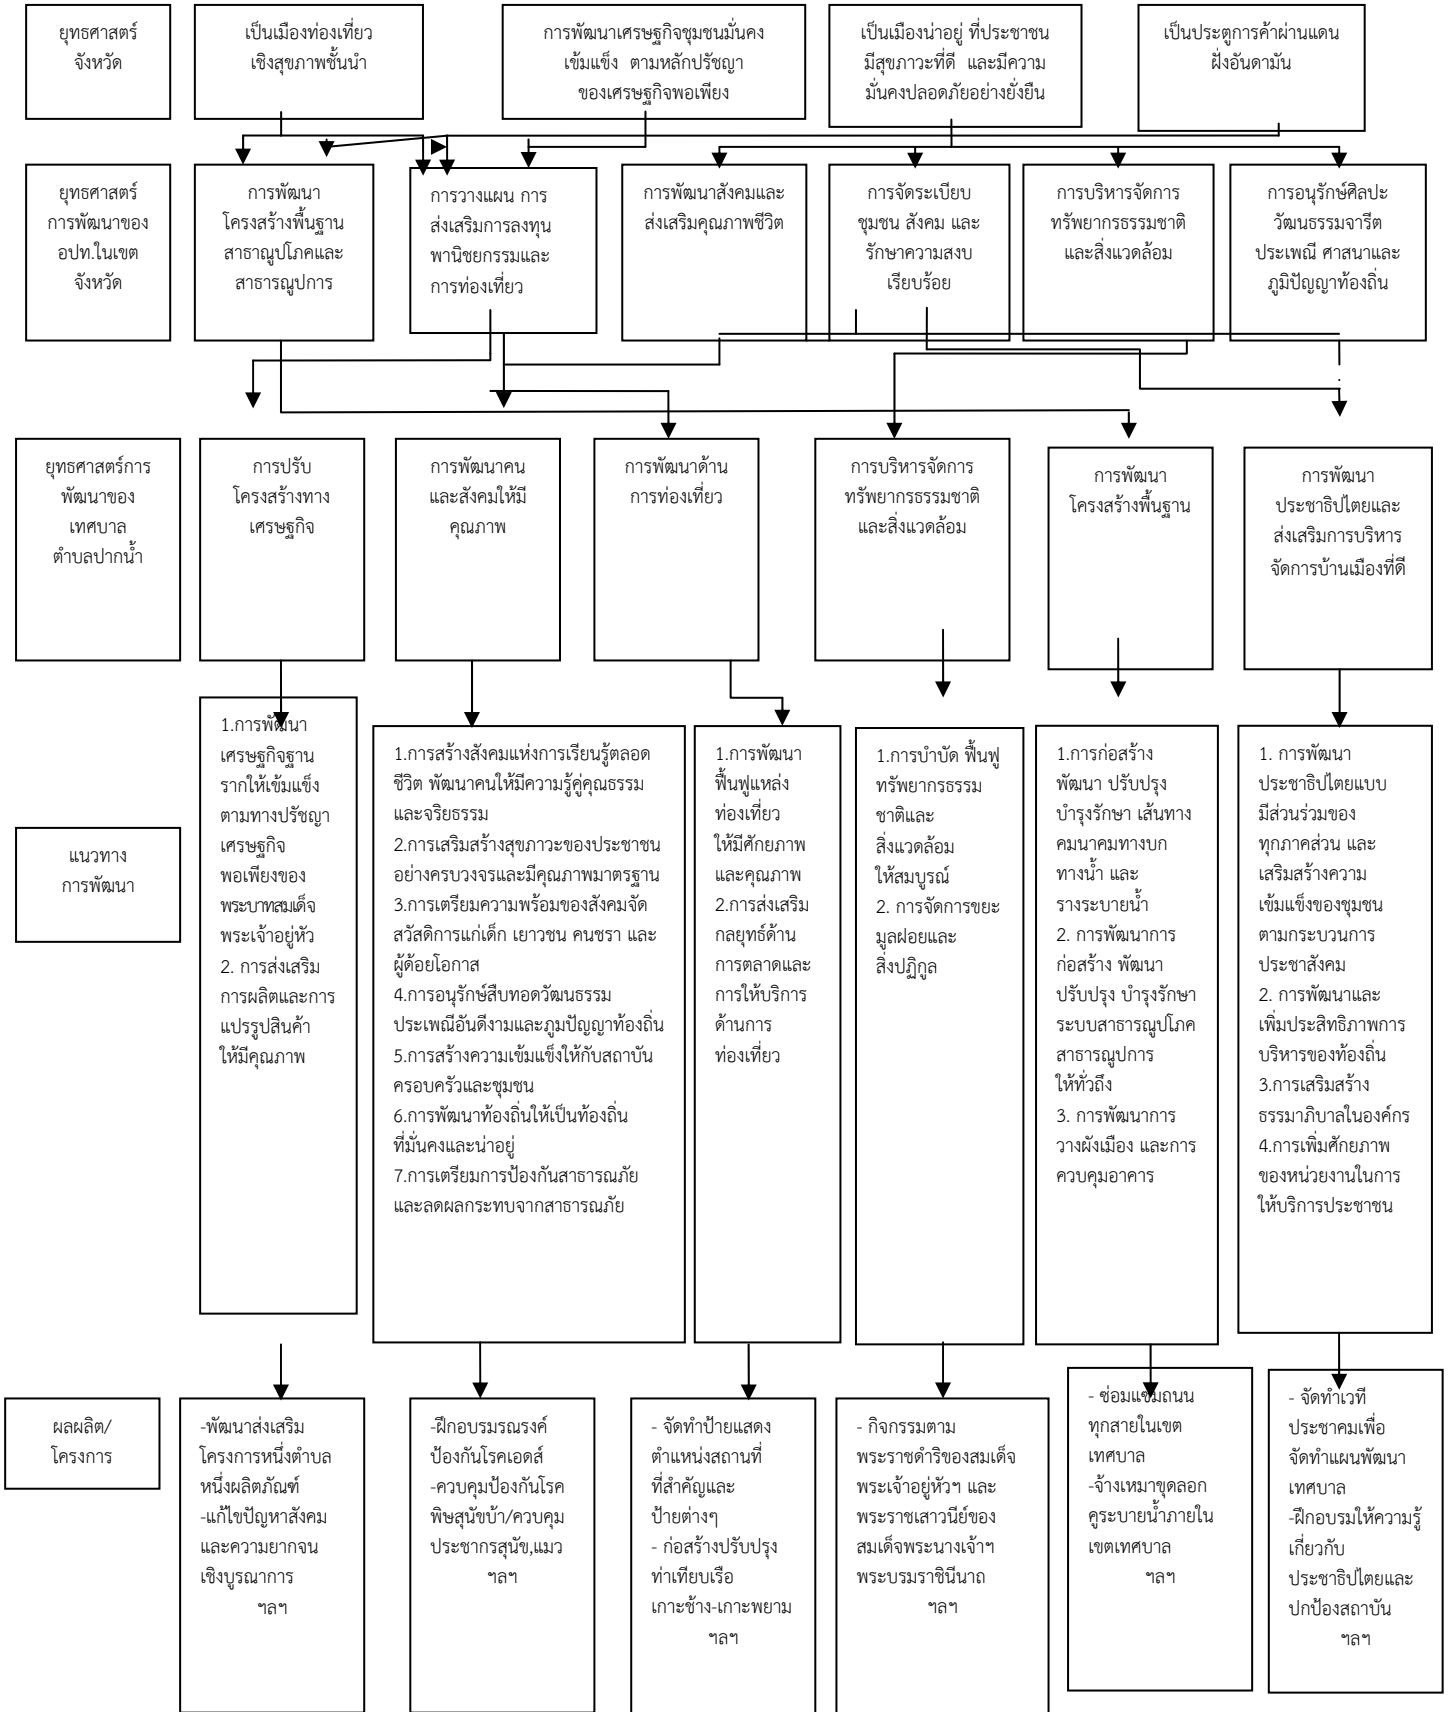 ยุทธศาสตร์
จังหวัด
เป็นเมืองท่องเที่ยว
เชิงสุขภาพชั้นนำ
การพัฒนาเศรษฐกิจชุมชนมั่นคง
เข้มแข็ง ตามหลักปรัชญา
ของเศรษฐกิจพอเพียง
เป็นเมืองน่าอยู่ ที่ประชาชน
มีสุขภาวะที่ดี และมีความ
มั่นคงปลอดภัยอย่างยั่งยืน
เป็นประตูการค้าผ่านแดน
ฝั่งอันดามัน
ยุทธศาสตร์
การพัฒนาของ
อปท.ในเขต
จังหวัด
การพัฒนา
โครงสร้างพื้นฐาน
สาธาณูปโภคและ
สาธารณูปการ
การวางแผน การ
ส่งเสริมการลงทุน
พานิชยกรรมและ
การท่องเที่ยว
การพัฒนาสังคมและ
ส่งเสริมคุณภาพชีวิต
การจัดระเบียบ
ชุมชน สังคม และ
รักษาความสงบ
เรียบร้อย
การบริหารจัดการ
ทรัพยากรธรรมชาติ
และสิ่งแวดล้อม
การอนุรักษ์ศิลปะ
วัฒนธรรมจารีต
ประเพณี ศาสนาและ
ภูมิปัญญาท้องถิ่น
ยุทธศาสตร์การ
พัฒนาของ
เทศบาล
ตำบลปากน้ำ
การปรับ
โครงสร้างทาง
เศรษฐกิจ
การพัฒนาคน
และสังคมให้มี
คุณภาพ
การพัฒนาด้าน
การท่องเที่ยว
การบริหารจัดการ
ทรัพยากรธรรมชาติ
และสิ่งแวดล้อม
การพัฒนา
โครงสร้างพื้นฐาน
การพัฒนา
ประชาธิปไตยและ
ส่งเสริมการบริหาร
จัดการบ้านเมืองที่ดี
แนวทาง
การพัฒนา
1.การพัฒนา
เศรษฐกิจฐาน
รากให้เข้มแข็ง
ตามทางปรัชญา
เศรษฐกิจ
พอเพียงของ
พระบาทสมเด็จ
พระเจ้าอยู่หัว
2. การส่งเสริม
การผลิตและการ
แปรรูปสินค้า
ให้มีคุณภาพ
1.การสร้างสังคมแห่งการเรียนรู้ตลอด
ชีวิต พัฒนาคนให้มีความรู้คู่คุณธรรม
และจริยธรรม
2.การเสริมสร้างสุขภาวะของประชาชน
อย่างครบวงจรและมีคุณภาพมาตรฐาน
3.การเตรียมความพร้อมของสังคมจัด
สวัสดิการแก่เด็ก เยาวชน คนชรา และ
ผู้ด้อยโอกาส
4.การอนุรักษ์สืบทอดวัฒนธรรม
ประเพณีอันดีงามและภูมปัญญาท้องถิ่น
5.การสร้างความเข้มแข็งให้กับสถาบัน
ครอบครัวและชุมชน
6.การพัฒนาท้องถิ่นให้เป็นท้องถิ่น
ที่มั่นคงและน่าอยู่
7.การเตรียมการป้องกันสาธารณภัย
และลดผลกระทบจากสาธารณภัย
1.การพัฒนา
ฟื้นฟูแหล่ง
ท่องเที่ยว
ให้มีศักยภาพ
และคุณภาพ
2.การส่งเสริม
กลยุทธ์ด้าน
การตลาดและ
การให้บริการ
ด้านการ
ท่องเที่ยว
1.การบำบัด ฟื้นฟู
ทรัพยากรธรรม
ชาติและ
สิ่งแวดล้อม
ให้สมบูรณ์
2. การจัดการขยะ
มูลฝอยและ
สิ่งปฏิกูล
1.การก่อสร้าง
พัฒนา ปรับปรุง
บำรุงรักษา เส้นทาง
คมนาคมทางบก
ทางน้ำ และ
รางระบายน้ำ
2. การพัฒนาการ
ก่อสร้าง พัฒนา
ปรับปรุง บำรุงรักษา
ระบบสาธารณูปโภค
สาธารณูปการ
ให้ทั่วถึง
3. การพัฒนาการ
วางผังเมือง และการ
ควบคุมอาคาร
1. การพัฒนา
ประชาธิปไตยแบบ
มีส่วนร่วมของ
ทุกภาคส่วน และ
เสริมสร้างความ
เข้มแข็งของชุมชน
ตามกระบวนการ
ประชาสังคม
2. การพัฒนาและ
เพิ่มประสิทธิภาพการ
บริหารของท้องถิ่น
3.การเสริมสร้าง
ธรรมาภิบาลในองค์กร
4.การเพิ่มศักยภาพ
ของหน่วยงานในการ
ให้บริการประชาชน
ผลผลิต/
โครงการ
-พัฒนาส่งเสริม
โครงการหนึ่งตำบล
หนึ่งผลิตภัณฑ์
-แก้ไขปัญหาสังคม
และความยากจน
เชิงบูรณาการ
ฯลฯ
-ฝึกอบรมรณรงค์
ป้องกันโรคเอดส์
-ควบคุมป้องกันโรค
พิษสุนัขบ้า/ควบคุม
ประชากรสุนัข,แมว
ฯลฯ
- จัดทำป้ายแสดง
ตำแหน่งสถานที่
ที่สำคัญและ
ป้ายต่างๆ
- ก่อสร้างปรับปรุง
ท่าเทียบเรือ
เกาะช้าง-เกาะพยาม
ฯลฯ
- กิจกรรมตาม
พระราชดำริของสมเด็จ
พระเจ้าอยู่หัวฯ และ
พระราชเสาวนีย์ของ
สมเด็จพระนางเจ้าฯ
พระบรมราชินีนาถ
ฯลฯ
- ซ่อมแซมถนน
ทุกสายในเขต
เทศบาล
-จ้างเหมาขุดลอก
คูระบายน้ำภายใน
เขตเทศบาล
ฯลฯ
- จัดทำเวที
ประชาคมเพื่อ
จัดทำแผนพัฒนา
เทศบาล
-ฝึกอบรมให้ความรู้
เกี่ยวกับ
ประชาธิปไตยและ
ปกป้องสถาบัน
ฯลฯ